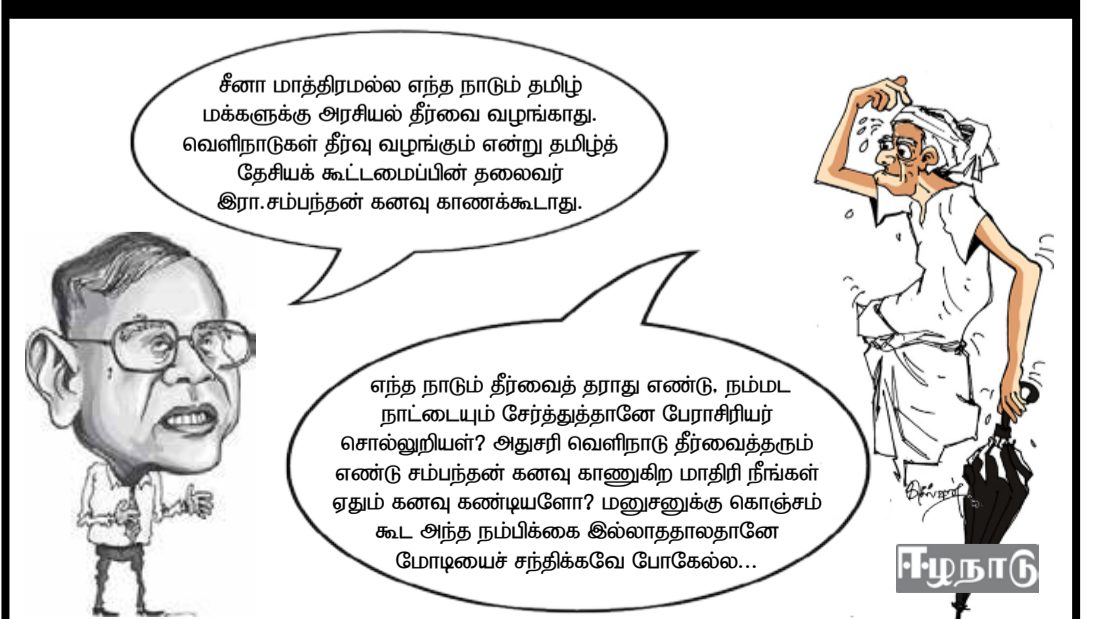 சீனா மாத்திரமல்ல எந்த நாடும் தமிழ்
மக்களுக்கு அரசியல் தீர்வை வழங்காது.
வெளிநாடுகள் தீர்வு வழங்கும் என்று தமிழ்த்
தேசியக் கூட்டமைப்பின் தலைவர்
இரா.சம்பந்தன் கனவு காணக்கூடாது.
எந்த நாடும் தீர்வைத் தராது எண்டு, நம்மட
நாட்டையும் சேர்த்துத்தானே பேராசிரியர்
சொல்லுறியள்? அதுசரி வெளிநாடு தீர்வைத்தரும்
எண்டு சம்பந்தன் கனவு காணுகிற மாதிரி நீங்கள்
ஏதும் கனவு கண்டியளோ? மனுசனுக்கு கொஞ்சம்
கூட அந்த நம்பிக்கை இல்லாததாலதானே
மோடியைச் சந்திக்கவே போகேல்ல...
ஈழநாடு